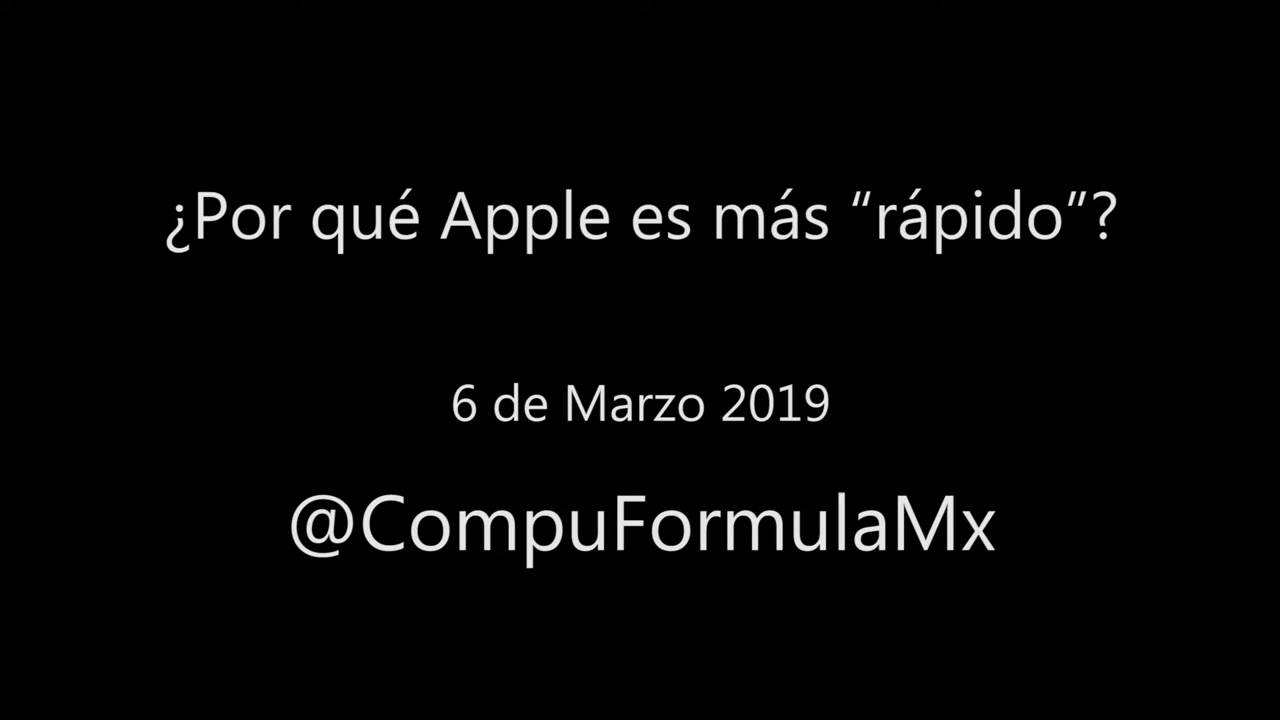 ¿Por qué Apple es más “rápido”?
6 de Marzo 2019
@CompuFormulaMx